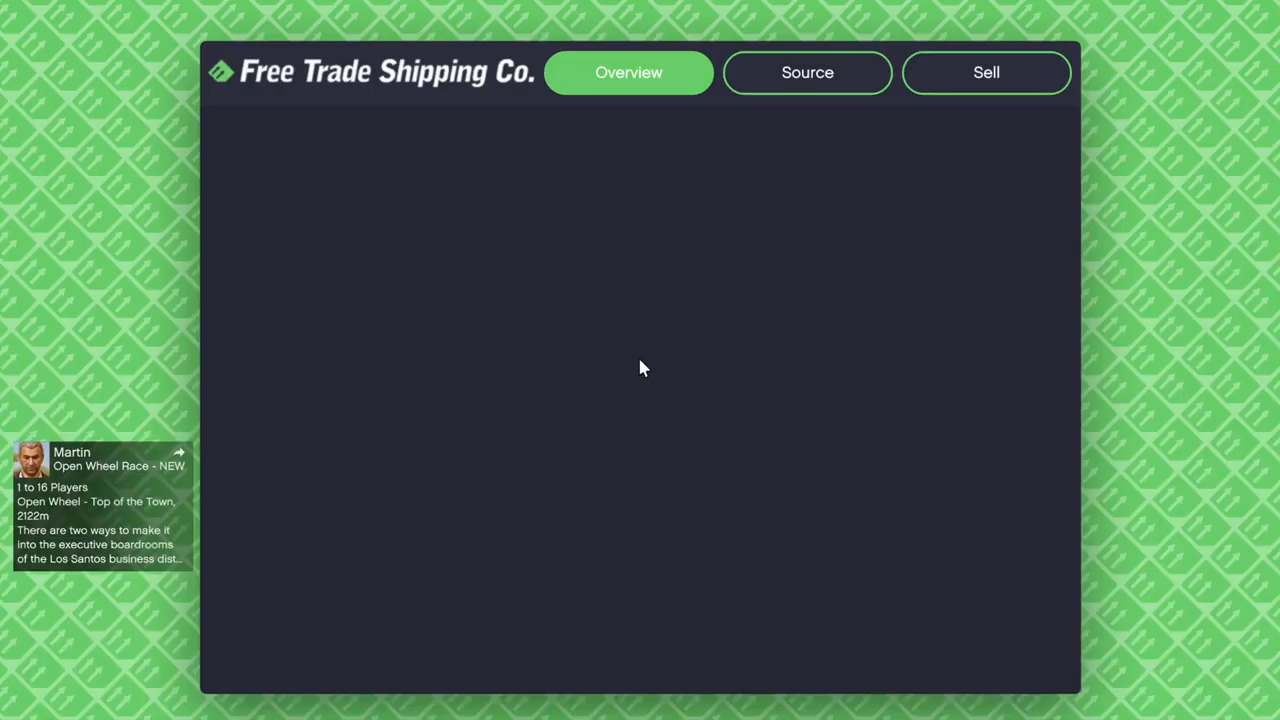 Free Trade Shipping Co.
Overview
Source
Sell
Martin
Open Wheel Race - NEW
1 to 16 Players
Open Wheel - Top of the Town,
2122m
There are two ways to make it
into the executive boardrooms
of the Los Santos business dist...